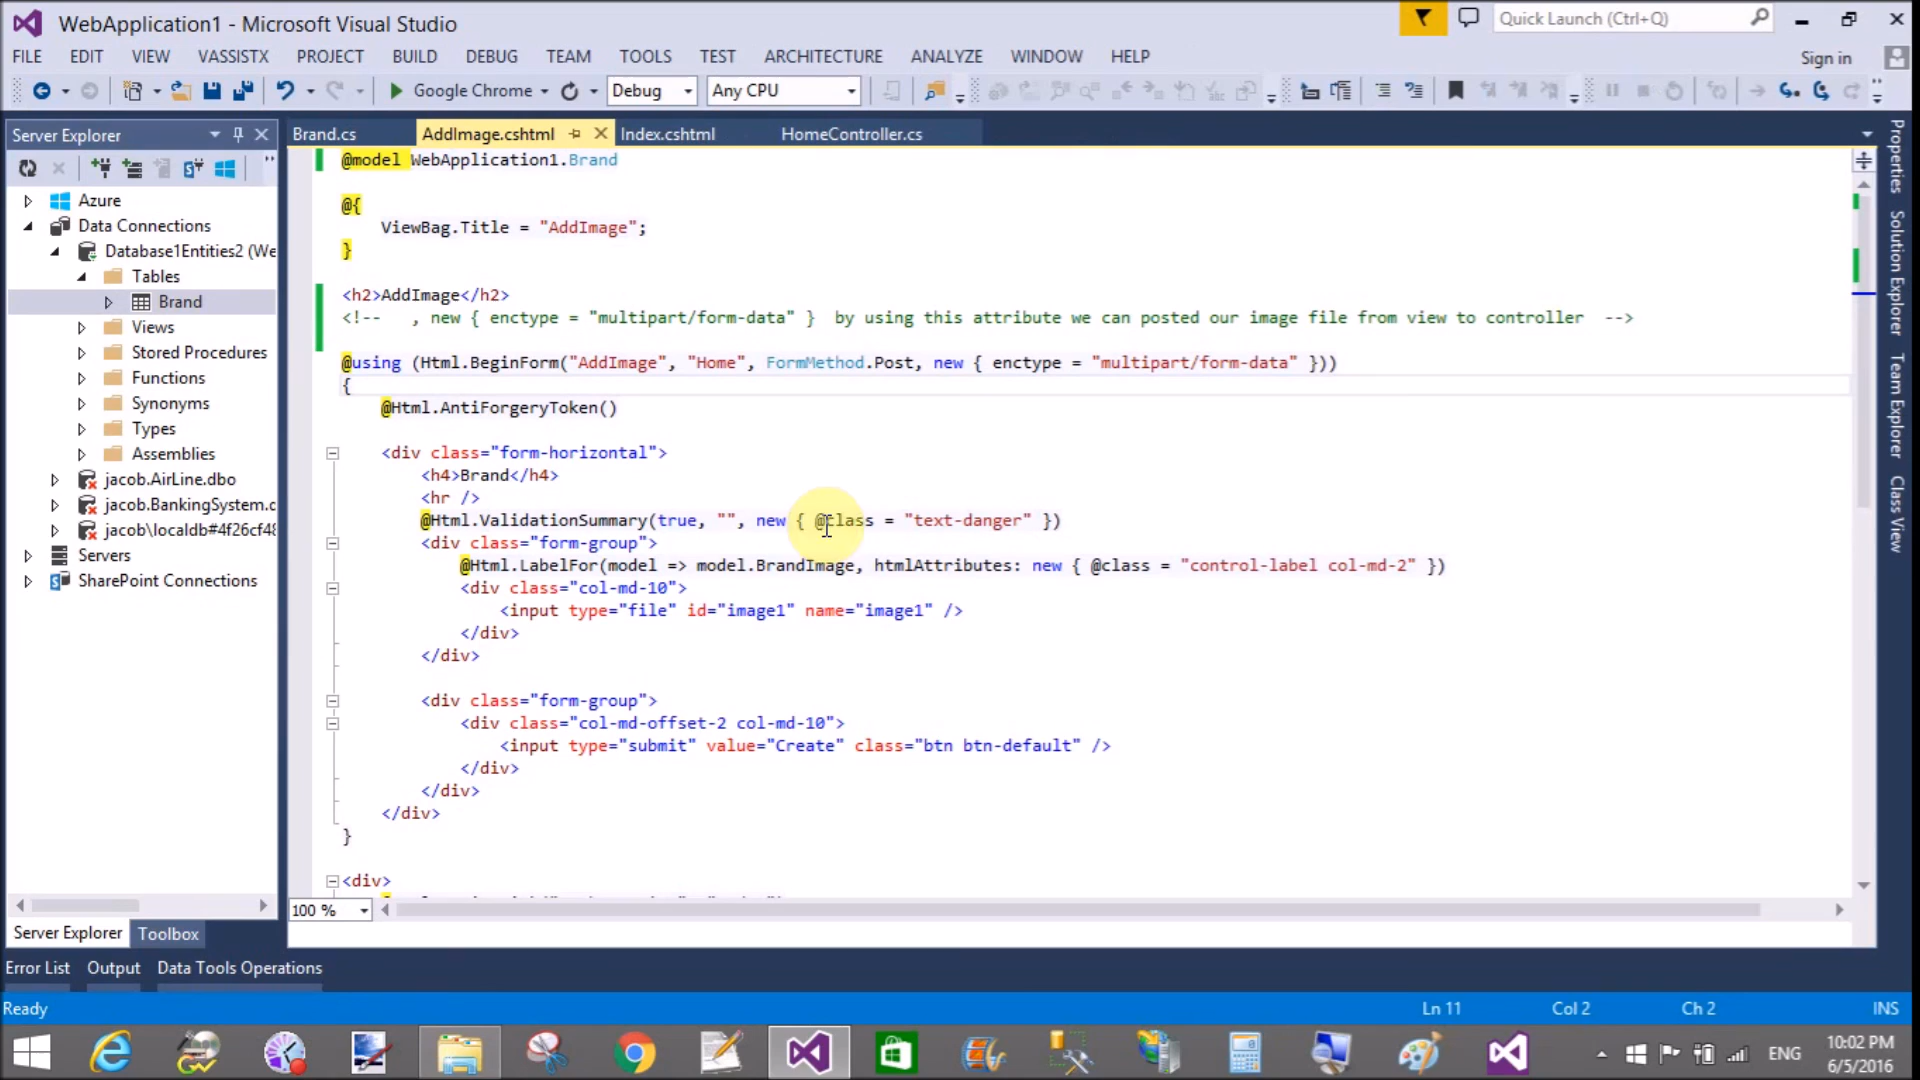 WebApplication1 - Microsoft Visual Studio
Quick Launch (Ctrl+Q)
FILE EDIT VIEW VASSISTX PROJECT BUILD DEBUG TEAM TOOLS TEST ARCHITECTURE ANALYZE WINDOW HELP
Sign in
Google Chrome Debug Any CPU
Server Explorer
Brand.cs AddImage.cshtml Index.cshtml HomeController.cs
Azure
Data Connections
Database1Entities2 (We
Tables
Brand
Views
Stored Procedures
Functions
Synonyms
Types
Assemblies
jacob.AirLine.dbo
jacob.BankingSystem.c
jacob\localdb#4f26cf48
Servers
SharePoint Connections
Server Explorer Toolbox
@model WebApplication1.Brand
@{
ViewBag.Title = "AddImage";
}
<h2>AddImage</h2>
<!-- , new { enctype = "multipart/form-data" } by using this attribute we can posted our image file from view to controller -->
@using (Html.BeginForm("AddImage", "Home", FormMethod.Post, new { enctype = "multipart/form-data" }))
{
@Html.AntiForgeryToken()
<div class="form-horizontal">
<h4>Brand</h4>
<hr />
@Html.ValidationSummary(true, "", new { @class = "text-danger" })
<div class="form-group">
@Html.LabelFor(model => model.BrandImage, htmlAttributes: new { @class = "control-label col-md-2" })
<div class="col-md-10">
<input type="file" id="image1" name="image1" />
</div>
</div>
<div class="form-group">
<div class="col-md-offset-2 col-md-10">
<input type="submit" value="Create" class="btn btn-default" />
</div>
</div>
</div>
}
<div>
100 %
Properties
Solution Explorer
Team Explorer
Class View
Error List Output Data Tools Operations
Ready Ln 11 Col 2 Ch 2 INS
ENG
10:02 PM
6/5/2016